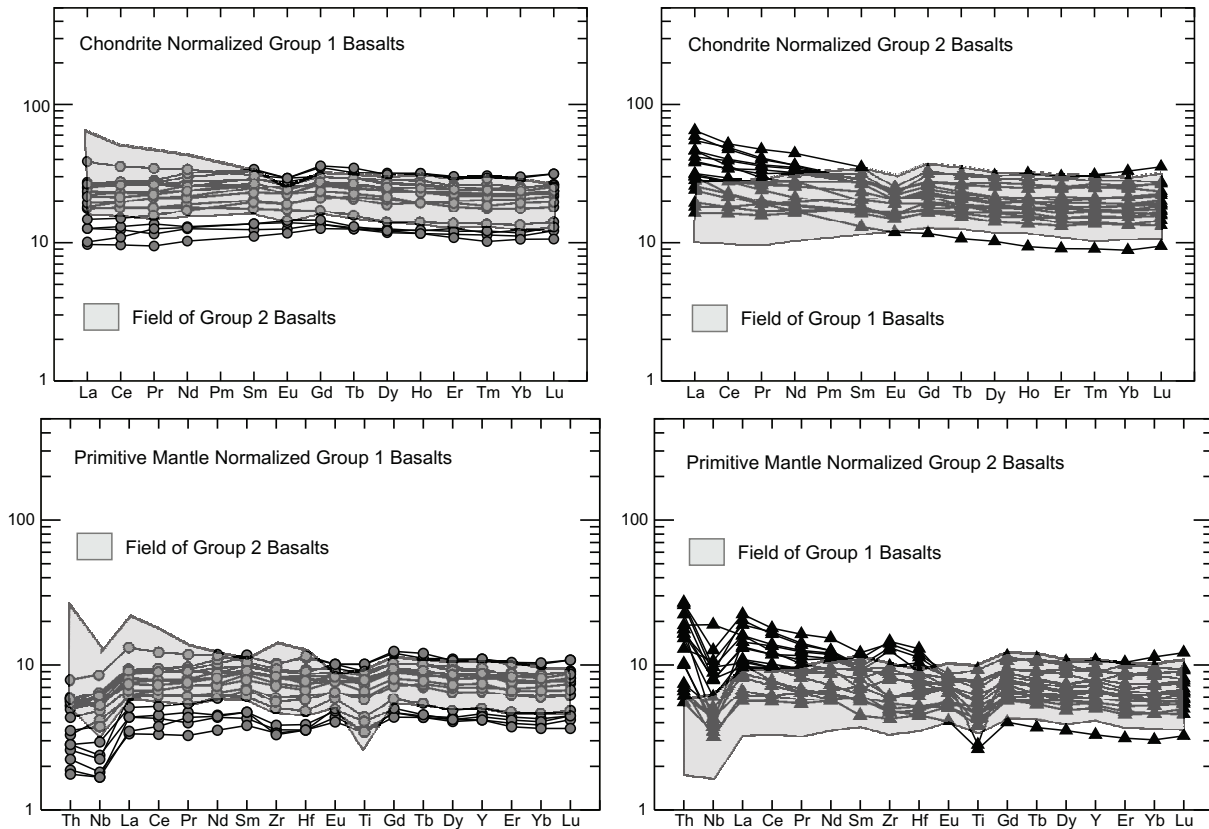 Chondrite Normalized Group 1 Basalts
100
10
1
Field of Group 2 Basalts
La Ce Pr Nd Pm Sm Eu Gd Tb Dy Ho Er Tm Yb Lu
Chondrite Normalized Group 2 Basalts
100
10
1
Field of Group 1 Basalts
La Ce Pr Nd Pm Sm Eu Gd Tb Dy Ho Er Tm Yb Lu
Primitive Mantle Normalized Group 1 Basalts
100
10
1
Field of Group 2 Basalts
Th Nb La Ce Pr Nd Sm Zr Hf Eu Ti Gd Tb Dy Y Er Yb Lu
Primitive Mantle Normalized Group 2 Basalts
100
10
1
Field of Group 1 Basalts
Th Nb La Ce Pr Nd Sm Zr Hf Eu Ti Gd Tb Dy Y Er Yb Lu